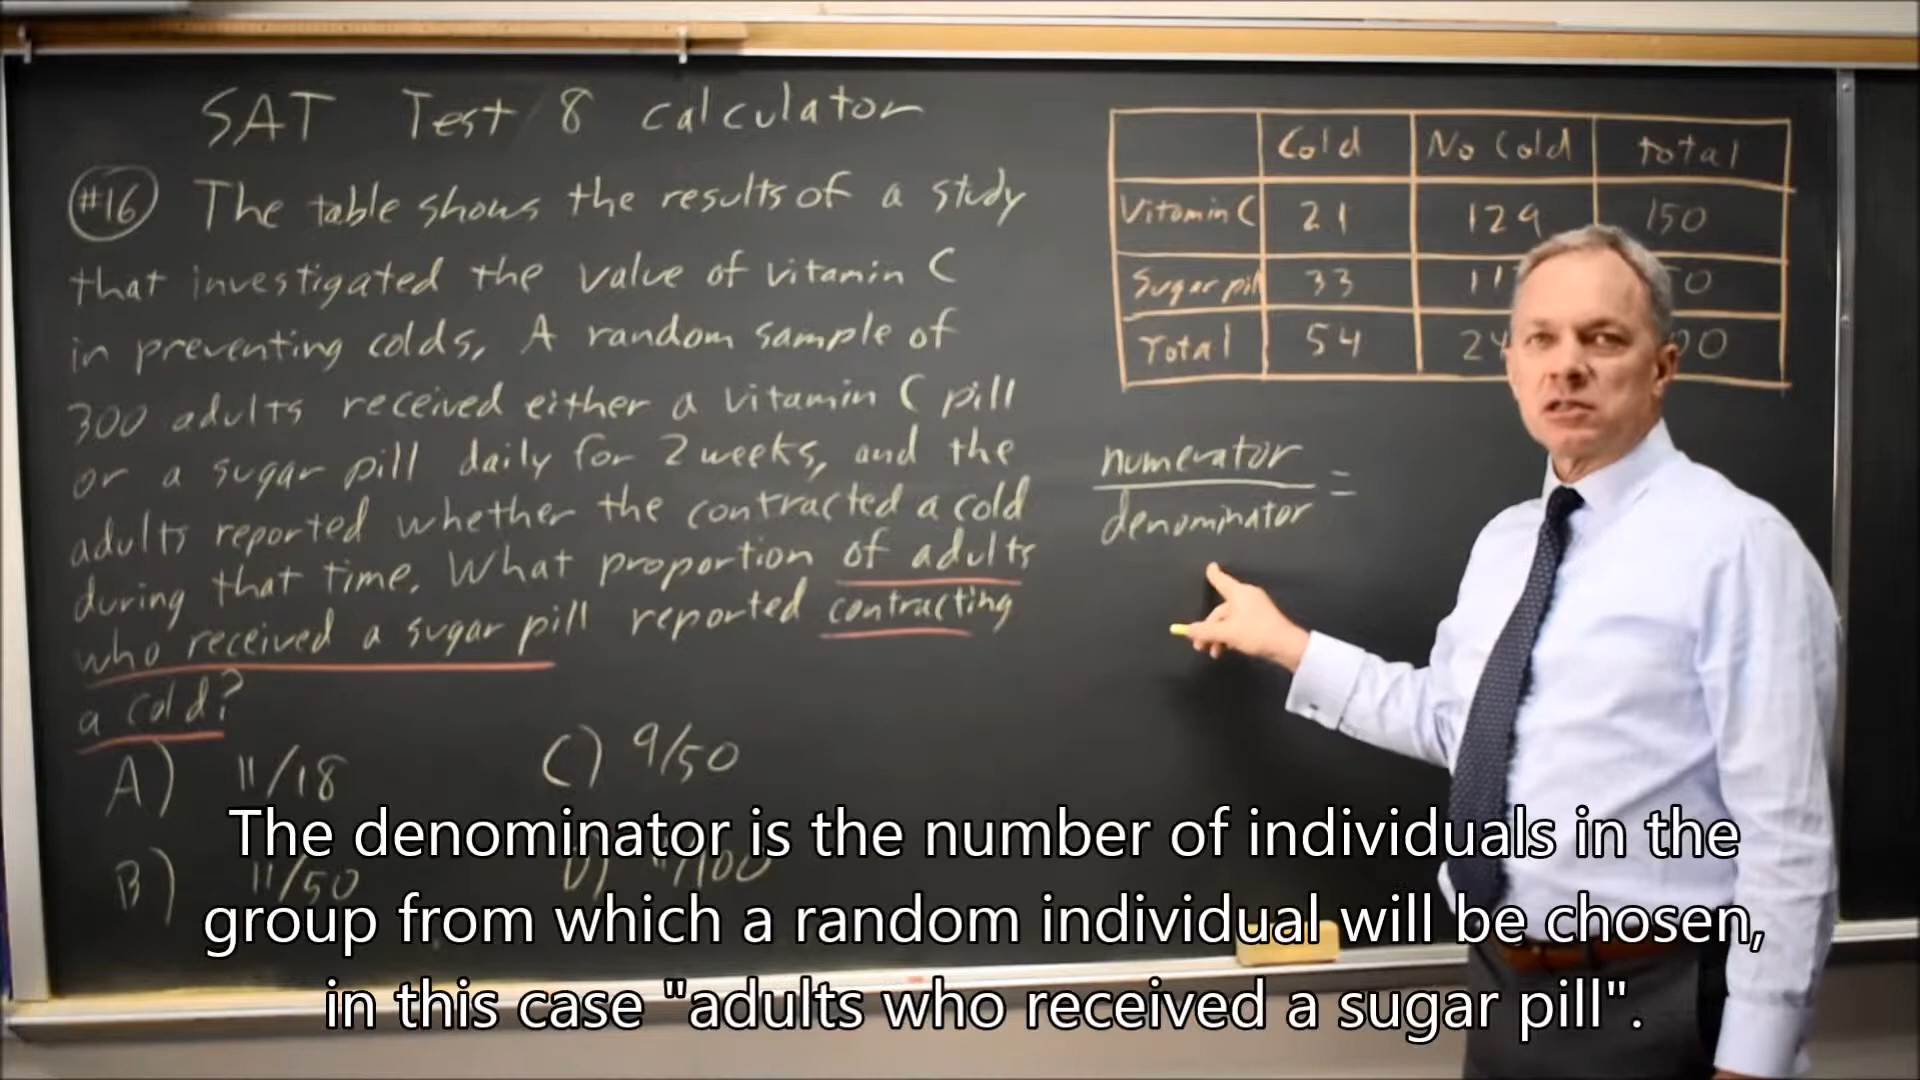 SAT Test 8 calculator
#16 The table shows the results of a study
that investigated the value of vitamin C
in preventing colds, A random sample of
300 adults received either a vitamin C pill
or a sugar pill daily for 2 weeks, and the
adults reported whether the contracted a cold
during that time. What proportion of adults
who received a sugar pill reported contracting
a cold?
A) 11/18 C) 9/50
B) 11/50 D)
Cold No Cold total
Vitamin C 21 129 150
Sugar pill 33
Total 54
numerator
denominator =
The denominator is the number of individuals in the
group from which a random individual will be chosen,
in this case "adults who received a sugar pill".